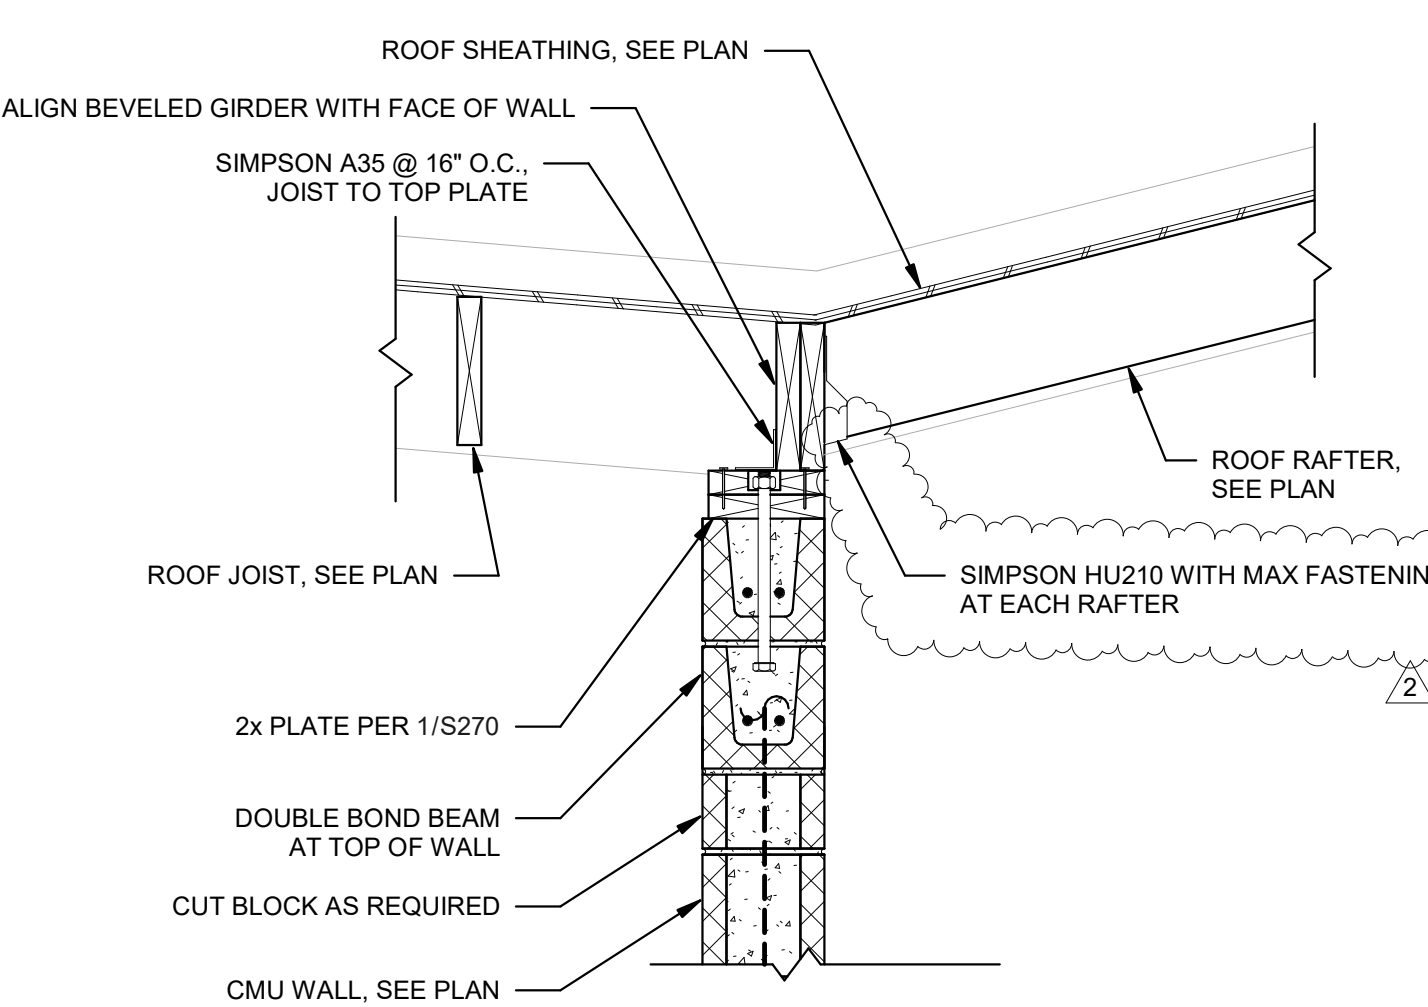 ROOF SHEATHING, SEE PLAN
ALIGN BEVELED GIRDER WITH FACE OF WALL
SIMPSON A35 @ 16" O.C.,
JOIST TO TOP PLATE
ROOF RAFTER,
SEE PLAN
ROOF JOIST, SEE PLAN
SIMPSON HU210 WITH MAX FASTENIN
AT EACH RAFTER
2
2x PLATE PER 1/S270
DOUBLE BOND BEAM
AT TOP OF WALL
CUT BLOCK AS REQUIRED
CMU WALL, SEE PLAN